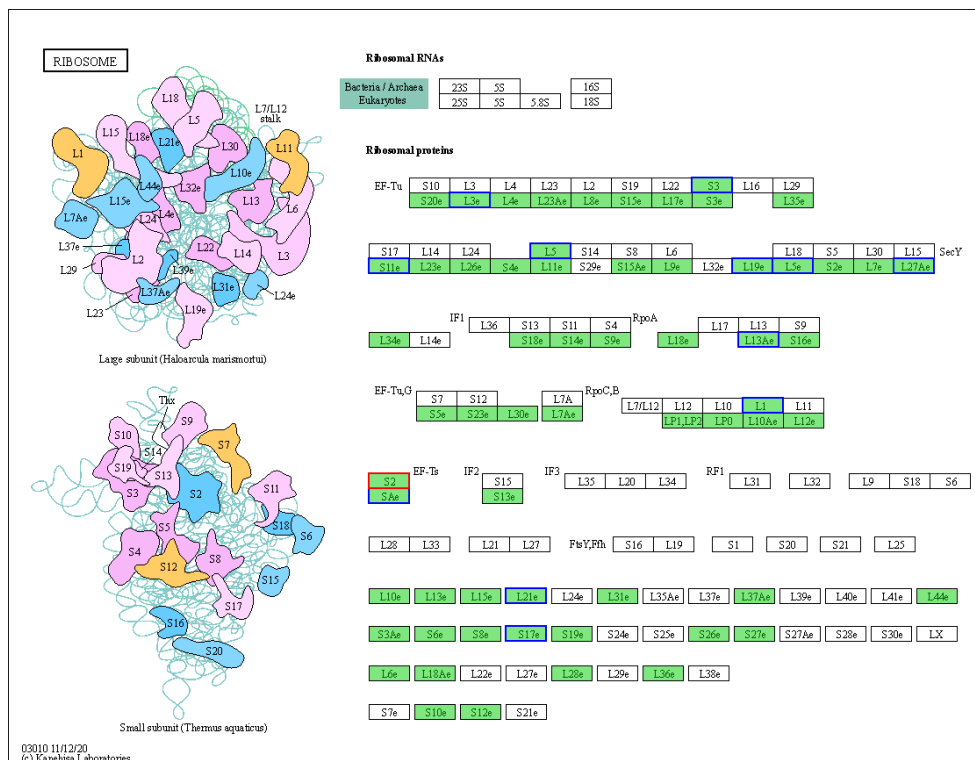 RIBOSOME
L18
L5
L7/L12
stalk
L15
L18e
L21e
L30
L11
L1
L44e
L10e
L32e
L15e
L13
L6
L7Ae
L24
L4e
L37e
L22
L14
L3
L29
L2
L39e
L37Ae
L31e
L24e
L23
L19e
Large subunit (Haloarcula marismortui)
Thx
S9
S10
S14
S7
S19
S13
S3
S2
S11
S5
S18
S6
S4
S8
S12
S15
S17
S16
S20
Small subunit (Thermus aquaticus)
03010 11/12/20
(c) Kanehisa Laboratories
Ribosomal RNAs
Bacteria / Archaea 23S 5S 16S
Eukaryotes 25S 5S 5.8S 18S
Ribosomal proteins
EF-Tu S10 L3 L4 L23 L2 S19 L22 S3 L16 L29
S20e L3e L4e L23Ae L8e S15e L17e S3e L35e
S17 L14 L24 L5 S14 S8 L6 L18 S5 L30 L15 SecY
S11e L23e L26e S4e L11e S29e S15Ae L9e L32e L19e L5e S2e L7e L27Ae
IF1 L36 S13 S11 S4 RpoA L17 L13 S9
L34e L14e S18e S14e S9e L18e L13Ae S16e
EF-Tu,G S7 S12 L7A RpoC,B L7/L12 L12 L10 L1 L11
S5e S23e L30e L7Ae LP1,LP2 LP0 L10Ae L12e
S2 EF-Ts IF2 S15 IF3 L35 L20 L34 RF1 L31 L32 L9 S18 S6
SAe S13e
L28 L33 L21 L27 FtsY,Ffh S16 L19 S1 S20 S21 L25
L10e L13e L15e L21e L24e L31e L35Ae L37e L37Ae L39e L40e L41e L44e
S3Ae S6e S8e S17e S19e S24e S25e S26e S27e S27Ae S28e S30e LX
L6e L18Ae L22e L27e L28e L29e L36e L38e
S7e S10e S12e S21e